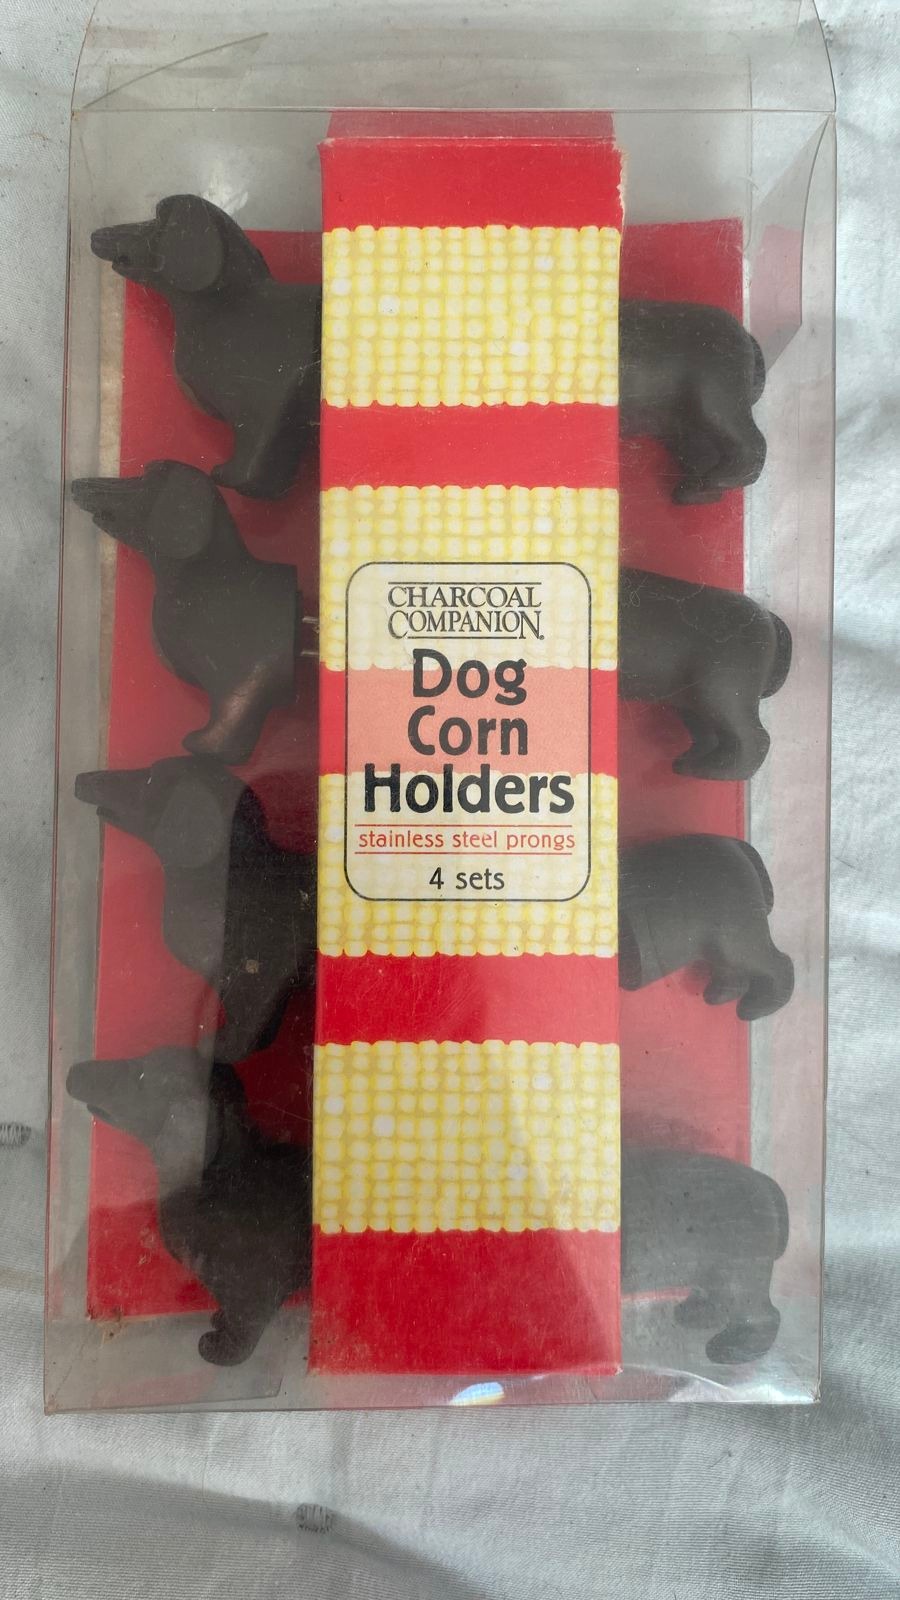 CHARCOAL
COMPANION®
Dog
Corn
Holders
stainless steel prongs
4 sets